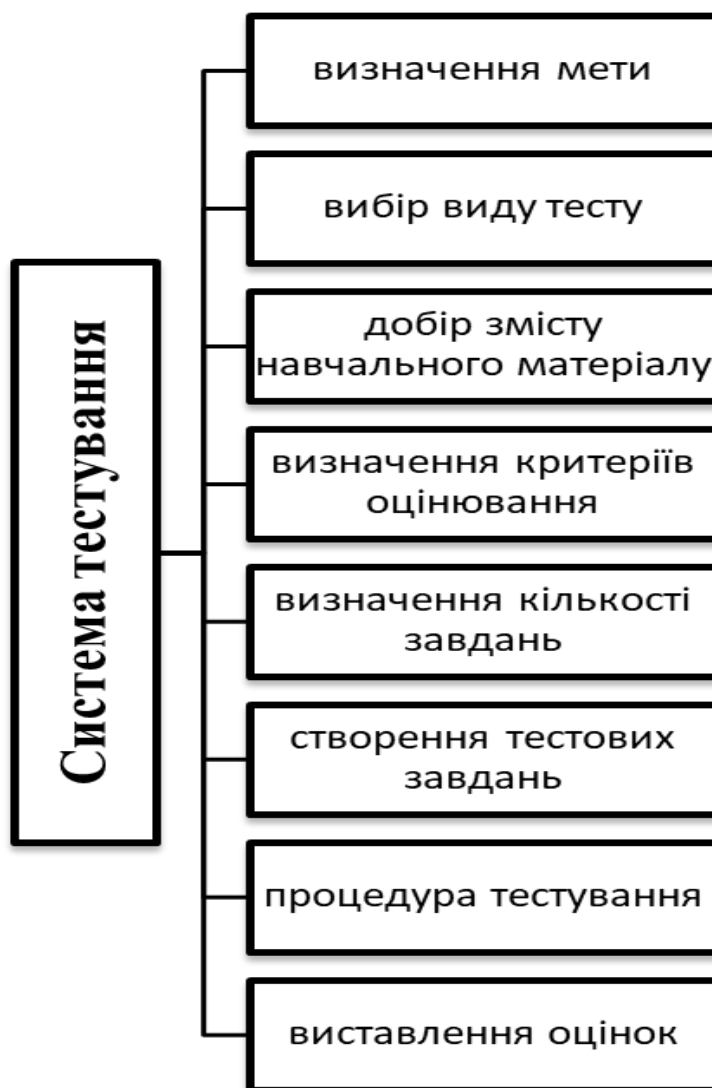 Система тестування
визначення мети
вибір виду тесту
добір змісту
навчального матеріалу
визначення критеріїв
оцінювання
визначення кількості
завдань
створення тестових
завдань
процедура тестування
виставлення оцінок